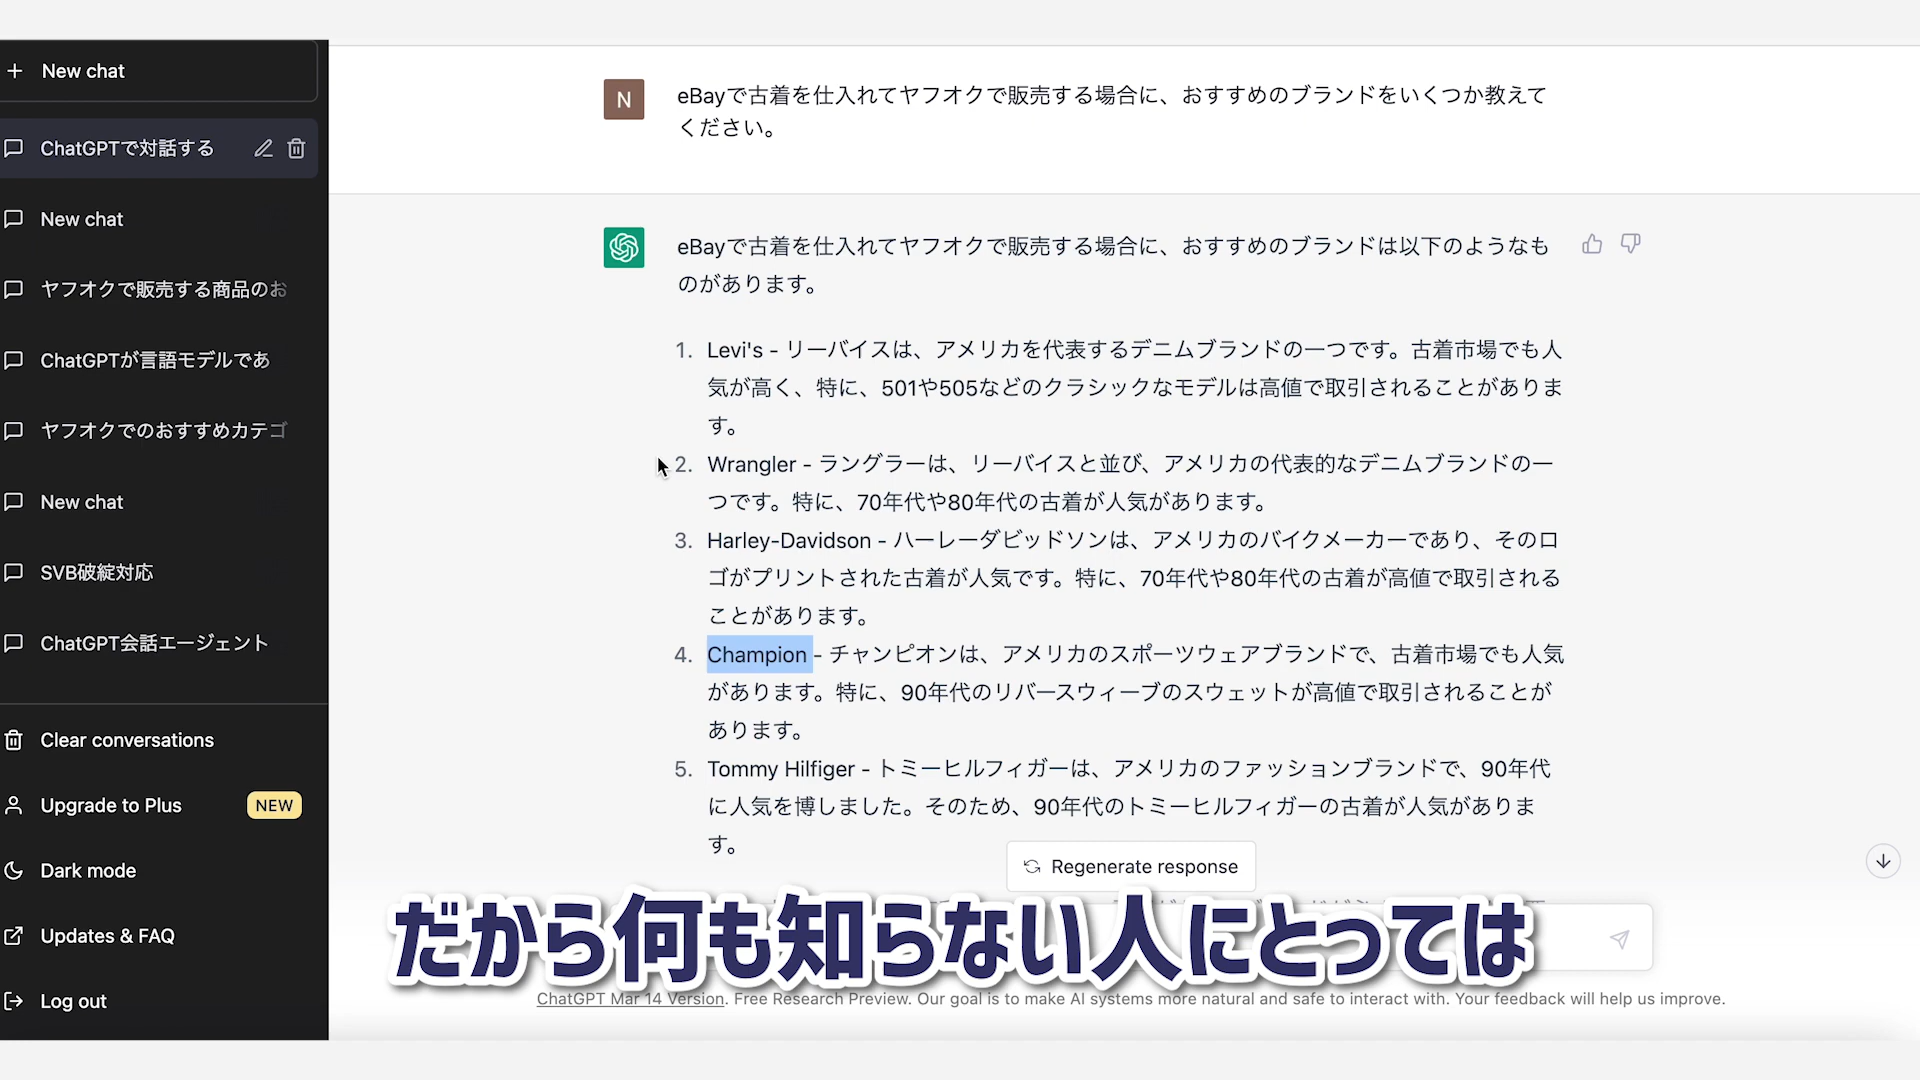 New chat
ChatGPTで対話する
New chat
ヤフオクで販売する商品のお
ChatGPTが言語モデルであ
ヤフオクでのおすすめカテゴ
New chat
SVB破綻対応
ChatGPT会話エージェント
Clear conversations
Upgrade to Plus NEW
Dark mode
Updates & FAQ
Log out
N
eBayで古着を仕入れてヤフオクで販売する場合に、おすすめのブランドをいくつか教えて
ください。
eBayで古着を仕入れてヤフオクで販売する場合に、おすすめのブランドは以下のようなも
のがあります。
1. Levi's - リーバイスは、アメリカを代表するデニムブランドの一つです。古着市場でも人
気が高く、特に、501や505などのクラシックなモデルは高値で取引されることがありま
す。
2. Wrangler - ラングラーは、リーバイスと並び、アメリカの代表的なデニムブランドの一
つです。特に、70年代や80年代の古着が人気があります。
3. Harley-Davidson - ハーレーダビッドソンは、アメリカのバイクメーカーであり、そのロ
ゴがプリントされた古着が人気です。特に、70年代や80年代の古着が高値で取引される
ことがあります。
4. Champion - チャンピオンは、アメリカのスポーツウェアブランドで、古着市場でも人気
があります。特に、90年代のリバースウィーブのスウェットが高値で取引されることが
あります。
5. Tommy Hilfiger - トミーヒルフィガーは、アメリカのファッションブランドで、90年代
に人気を博しました。そのため、90年代のトミーヒルフィガーの古着が人気がありま
す。
Regenerate response
だから何も知らない人にとっては
ChatGPT Mar 14 Version. Free Research Preview. Our goal is to make AI systems more natural and safe to interact with. Your feedback will help us improve.